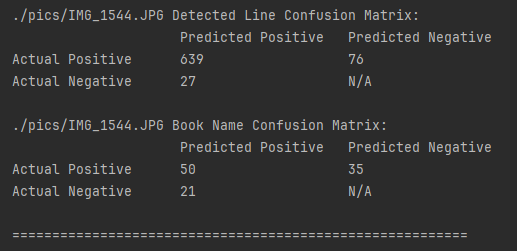 ./pics/IMG_1544.JPG Detected Line Confusion Matrix:
Predicted Positive Predicted Negative
Actual Positive 639 76
Actual Negative 27 N/A
./pics/IMG_1544.JPG Book Name Confusion Matrix:
Predicted Positive Predicted Negative
Actual Positive 50 35
Actual Negative 21 N/A
=========================================================